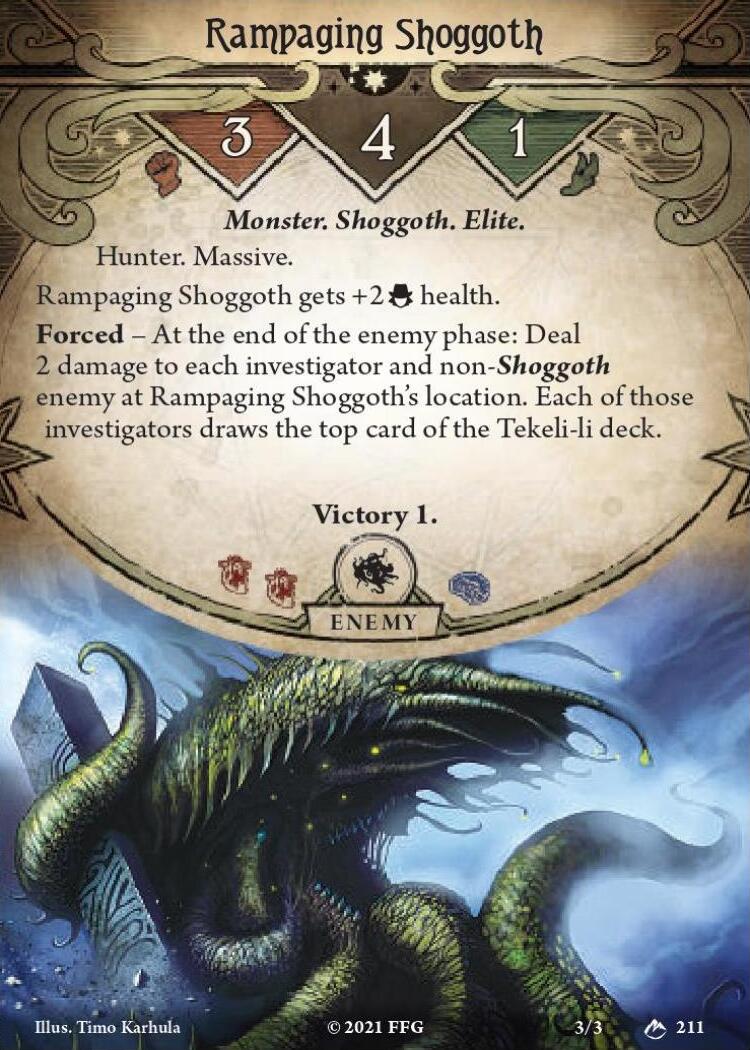 Rampaging Shoggoth
3 4 1
Monster. Shoggoth. Elite.
Hunter. Massive.
Rampaging Shoggoth gets +2 health.
Forced – At the end of the enemy phase: Deal
2 damage to each investigator and non-Shoggoth
enemy at Rampaging Shoggoth's location. Each of those
investigators draws the top card of the Tekeli-li deck.
Victory 1.
ENEMY
Illus. Timo Karhula © 2021 FFG 3/3 211